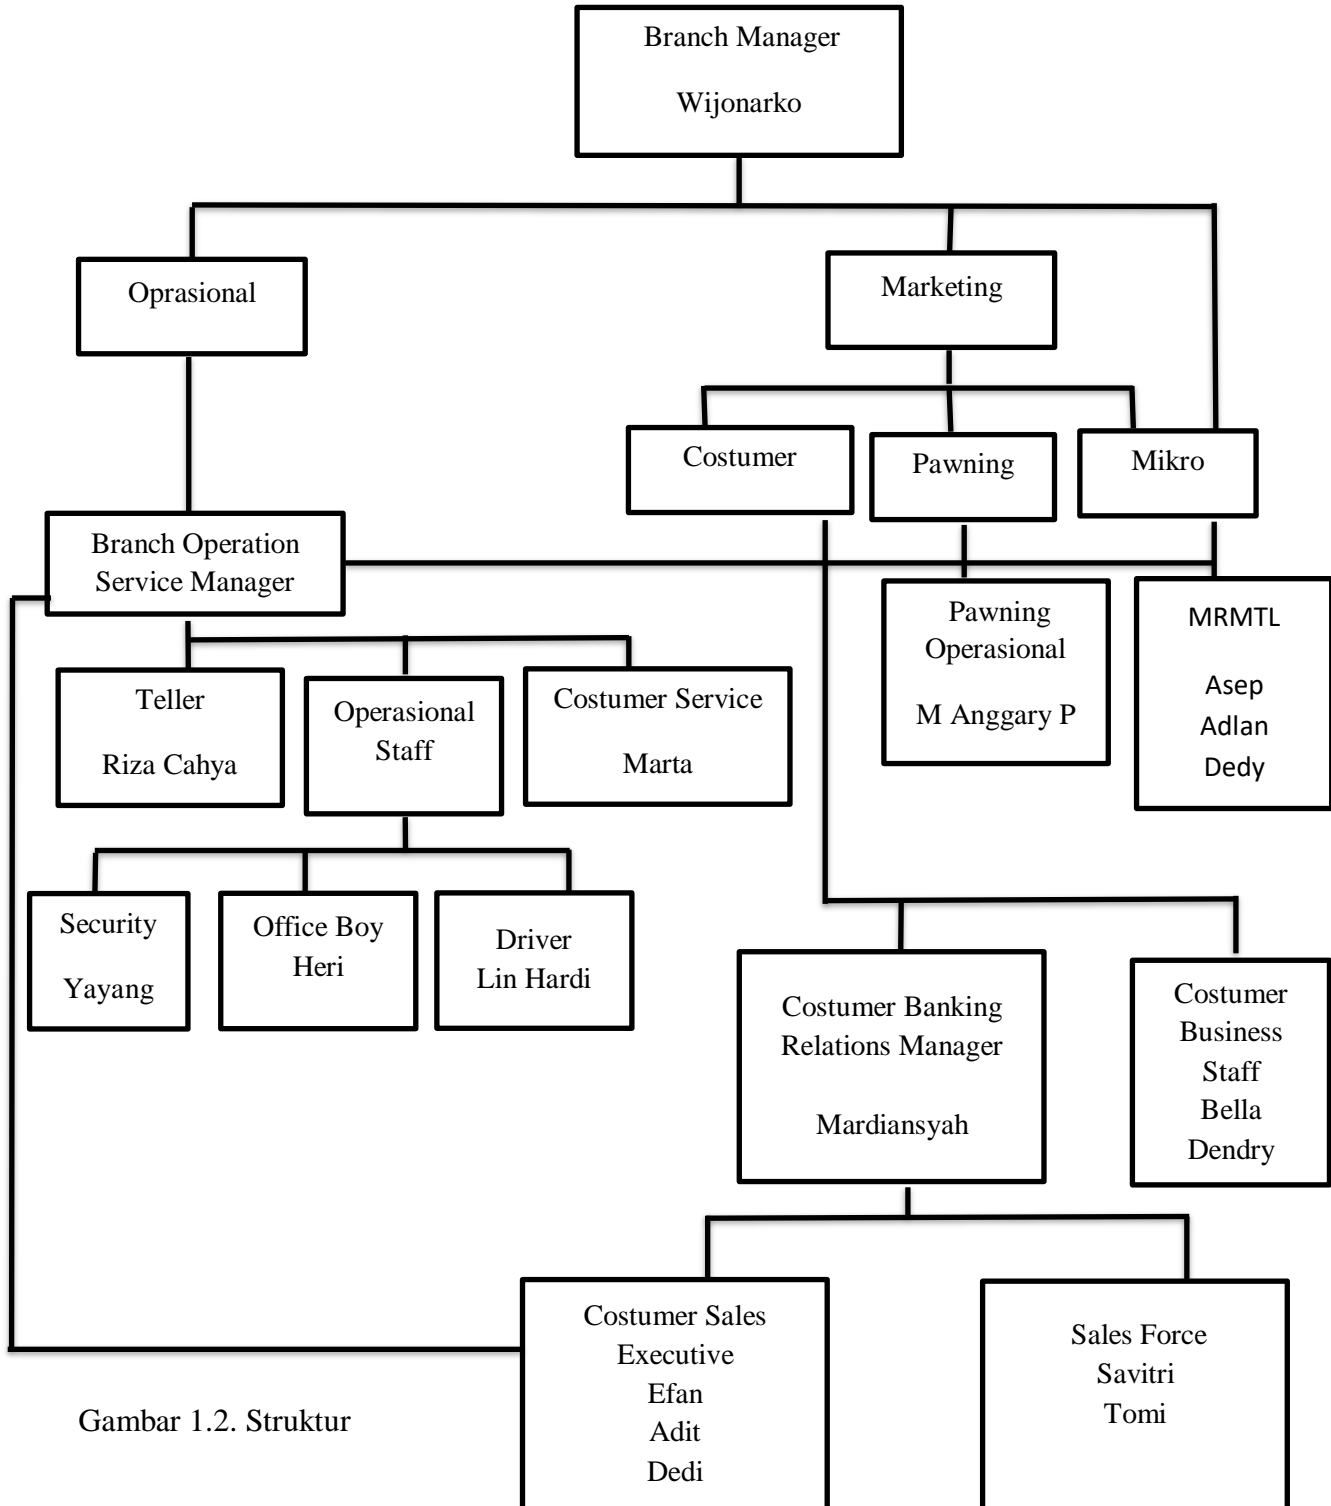 Branch Manager
Wijonarko
Oprasional
Marketing
Costumer
Pawning
Mikro
Branch Operation
Service Manager
Pawning
Operasional
M Anggary P
MRMTL
Asep
Adlan
Dedy
Teller
Riza Cahya
Operasional
Staff
Costumer Service
Marta
Security
Yayang
Office Boy
Heri
Driver
Lin Hardi
Costumer Banking
Relations Manager
Mardiansyah
Costumer
Business
Staff
Bella
Dendry
Costumer Sales
Executive
Efan
Adit
Dedi
Sales Force
Savitri
Tomi
Gambar 1.2. Struktur